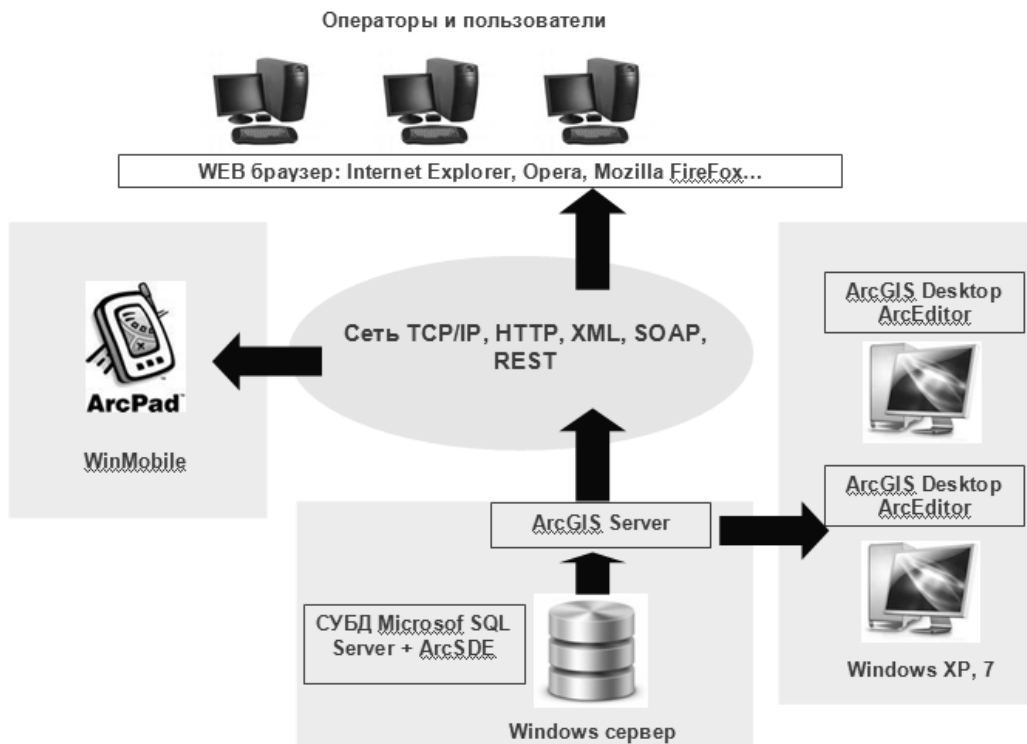 Операторы и пользователи
WEB браузер: Internet Explorer, Opera, Mozilla FireFox...
ArcPad™
WinMobile
Сеть TCP/IP, HTTP, XML, SOAP,
REST
ArcGIS Desktop
ArcEditor
ArcGIS Desktop
ArcEditor
Windows XP, 7
ArcGIS Server
СУБД Microsof SQL
Server + ArcSDE
Windows сервер